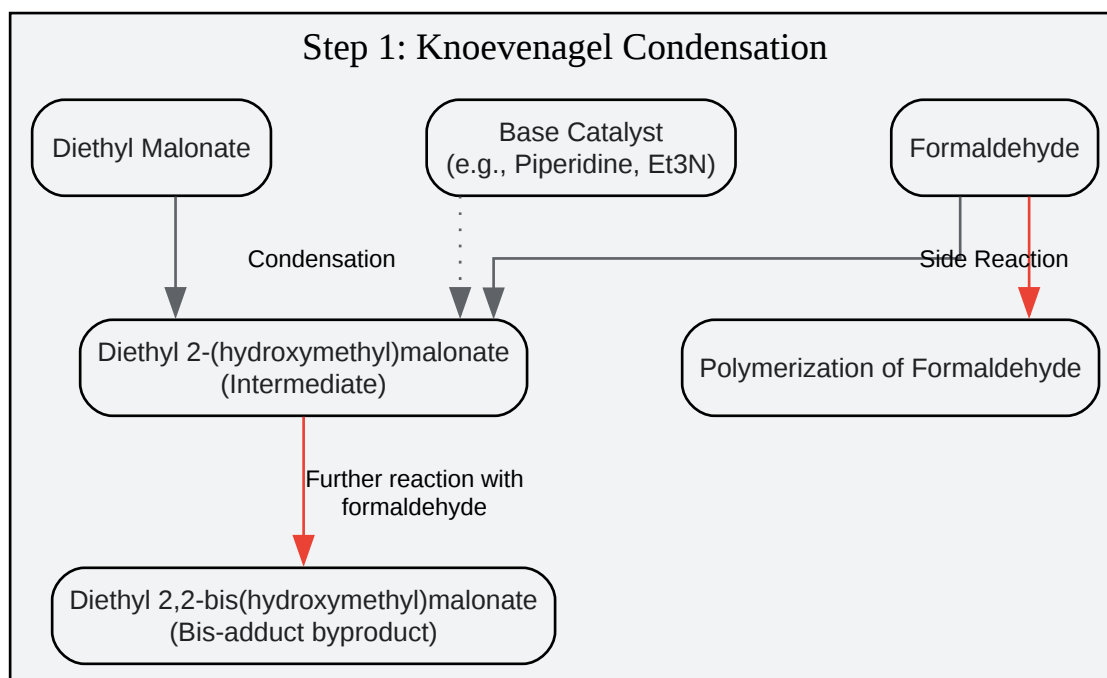 Step 1: Knoevenagel Condensation
Diethyl Malonate
Base Catalyst
(e.g., Piperidine, Et3N)
Formaldehyde
Condensation
Side Reaction
Diethyl 2-(hydroxymethyl)malonate
(Intermediate)
Polymerization of Formaldehyde
Further reaction with
formaldehyde
Diethyl 2,2-bis(hydroxymethyl)malonate
(Bis-adduct byproduct)